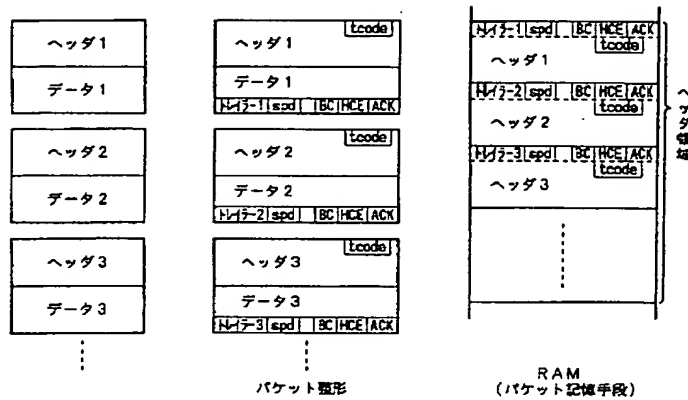 ヘッダ1
データ1
ヘッダ2
データ2
ヘッダ3
データ3
tcode
ヘッダ1
データ1
トレイラー1 spd BC HCE ACK
tcode
ヘッダ2
データ2
トレイラー2 spd BC HCE ACK
tcode
ヘッダ3
データ3
トレイラー3 spd BC HCE ACK
パケット整形
トレイラー1 spd BC HCE ACK
tcode
ヘッダ1
トレイラー2 spd BC HCE ACK
tcode
ヘッダ2
トレイラー3 spd BC HCE ACK
tcode
ヘッダ3
ヘッダ領域
RAM
(パケット記憶手段)